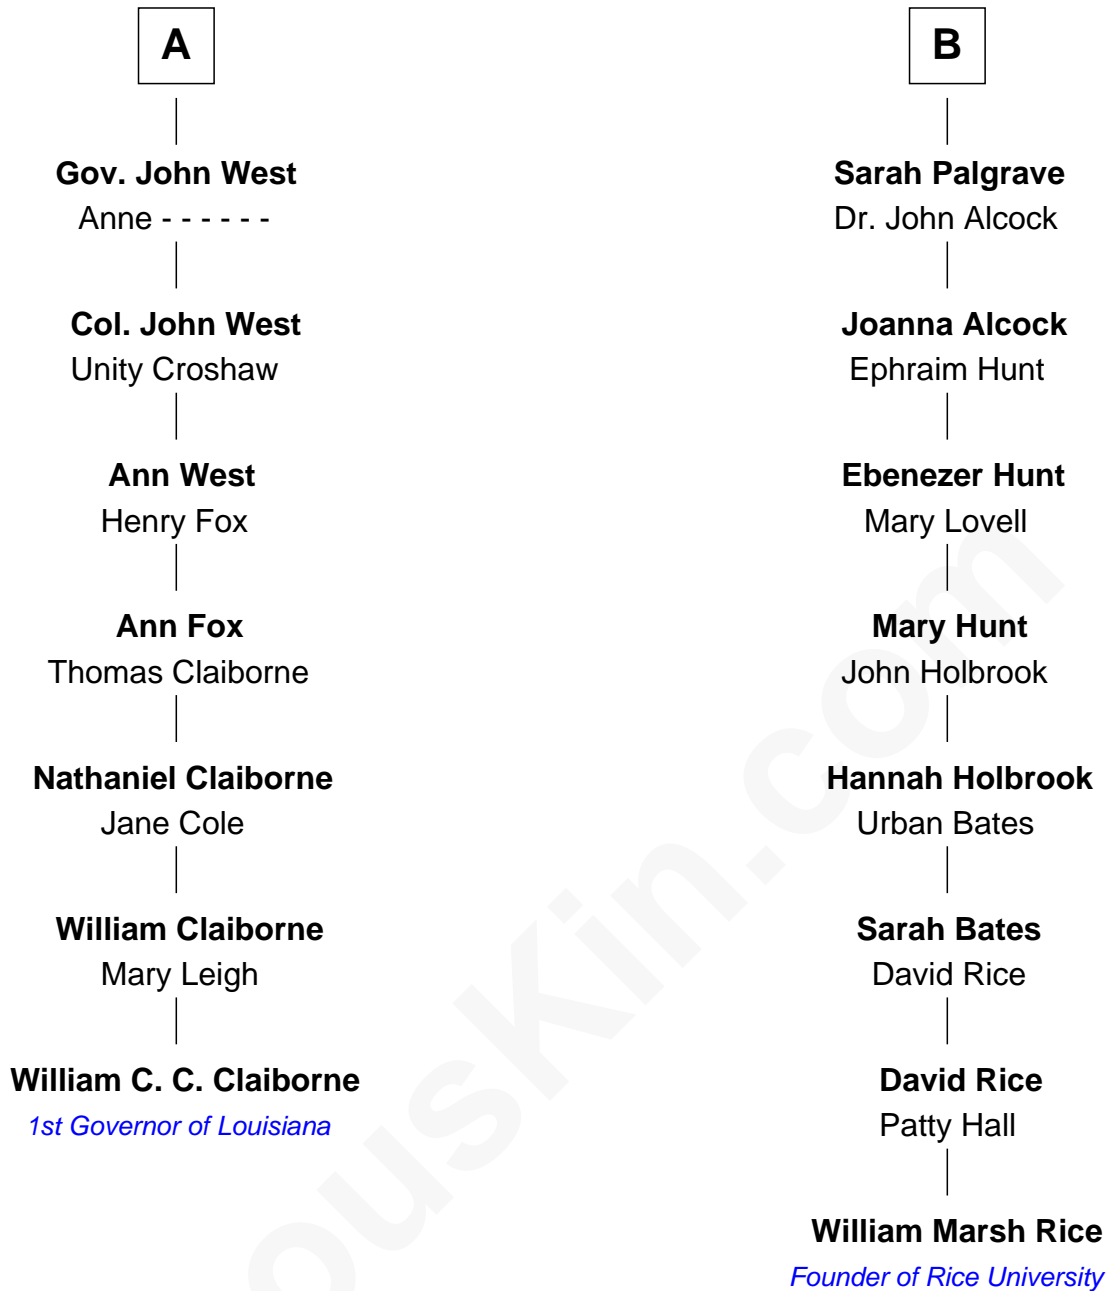 A
Gov. John West
Anne - - - - - -
Col. John West
Unity Croshaw
Ann West
Henry Fox
Ann Fox
Thomas Claiborne
Nathaniel Claiborne
Jane Cole
William Claiborne
Mary Leigh
William C. C. Claiborne
1st Governor of Louisiana
B
Sarah Palgrave
Dr. John Alcock
Joanna Alcock
Ephraim Hunt
Ebenezer Hunt
Mary Lovell
Mary Hunt
John Holbrook
Hannah Holbrook
Urban Bates
Sarah Bates
David Rice
David Rice
Patty Hall
William Marsh Rice
Founder of Rice University
ousKin.com